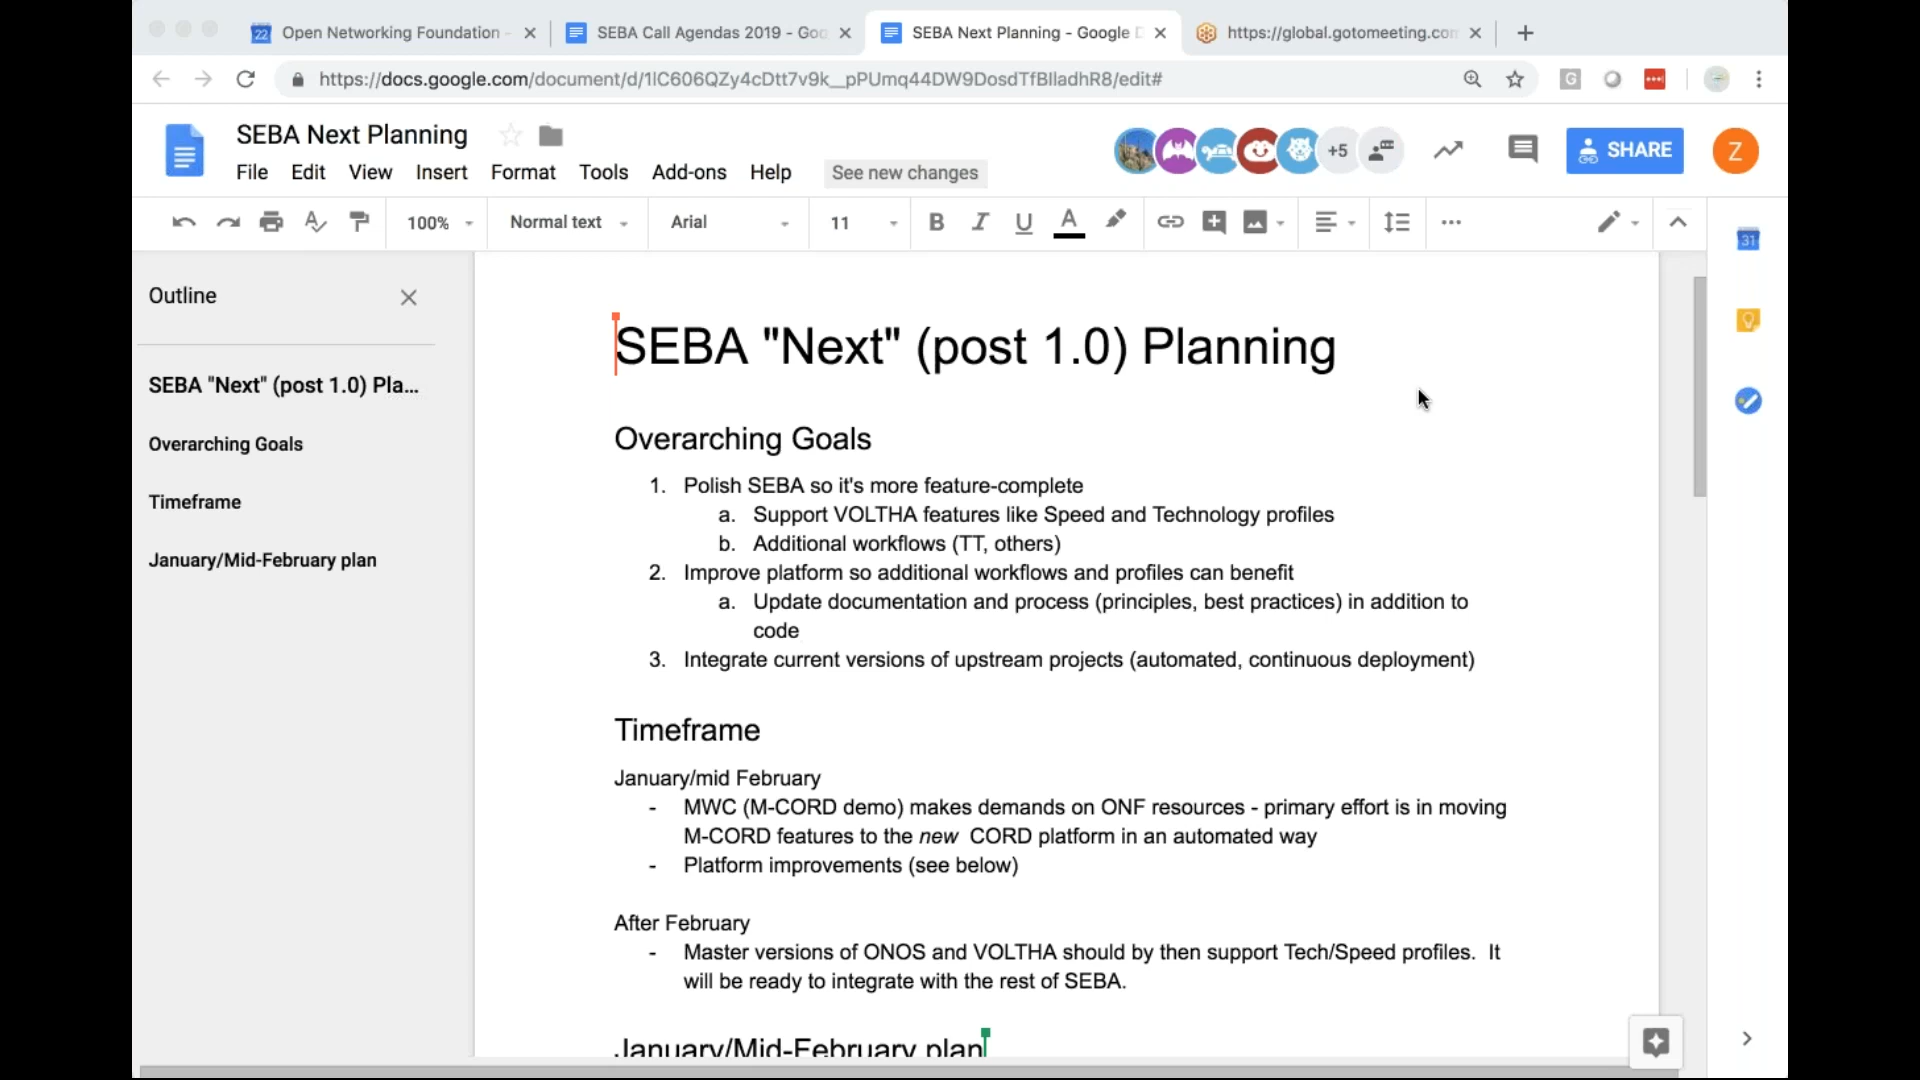 22 Open Networking Foundation -
SEBA Call Agendas 2019 - Goo
SEBA Next Planning - Google D
https://global.gotomeeting.com
https://docs.google.com/document/d/1lC606QZy4cDtt7v9k__pPUmq44DW9DosdTfBlladhR8/edit#
SEBA Next Planning
+5
SHARE
Z
File Edit View Insert Format Tools Add-ons Help See new changes
100% Normal text Arial 11 B I U A
31
Outline
SEBA "Next" (post 1.0) Pla...
Overarching Goals
Timeframe
January/Mid-February plan
SEBA "Next" (post 1.0) Planning
Overarching Goals
1. Polish SEBA so it's more feature-complete
a. Support VOLTHA features like Speed and Technology profiles
b. Additional workflows (TT, others)
2. Improve platform so additional workflows and profiles can benefit
a. Update documentation and process (principles, best practices) in addition to
code
3. Integrate current versions of upstream projects (automated, continuous deployment)
Timeframe
January/mid February
- MWC (M-CORD demo) makes demands on ONF resources - primary effort is in moving
M-CORD features to the new CORD platform in an automated way
- Platform improvements (see below)
After February
- Master versions of ONOS and VOLTHA should by then support Tech/Speed profiles. It
will be ready to integrate with the rest of SEBA.
January/Mid-February plan